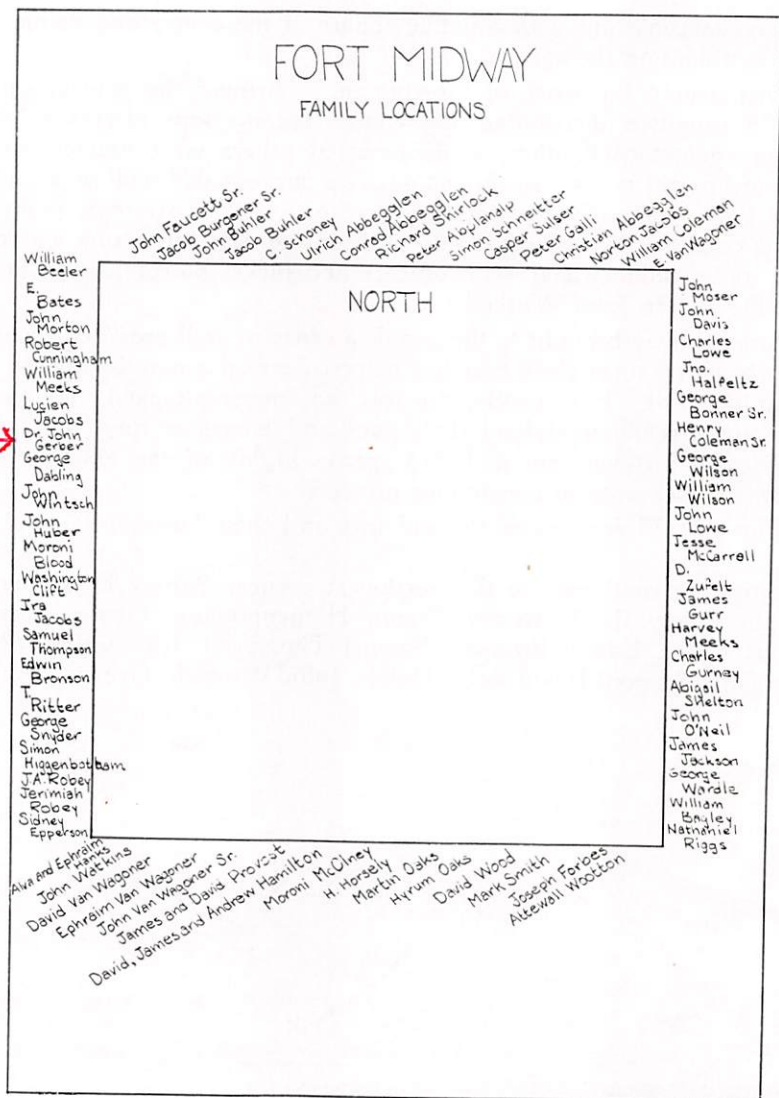 FORT MIDWAY
FAMILY LOCATIONS
John Faucett Sr.
Jacob Burgener Sr.
John Buhler
Jacob Buhler
C. Schoney
Ulrich Abbegglen
Conrad Abbegglen
Richard Shirlock
Peter Abplanalp
Simon Schneitter
Casper Sulser
Peter Galli
Christian Abbegglen
Norton Jacobs
William Coleman
E. VanWagoner
NORTH
William
Beeler
E.
Bates
John
Morton
Robert
Cunningham
William
Meeks
Lucien
Jacobs
Dr. John
Gerber
George
Dabling
John
Wintsch
John
Huber
Moroni
Blood
Washington
Clift
Ira
Jacobs
Samuel
Thompson
Edwin
Bronson
T.
Ritter
George
Snyder
Simon
Higgenbotham
J.A. Robey
Jerimiah
Robey
Sidney
Epperson
John
Moser
John
Davis
Charles
Lowe
Jno.
Halfeltz
George
Bonner Sr.
Henry
Coleman Sr.
George
Wilson
William
Wilson
John
Lowe
Jesse
McCarrell
D.
Zufelt
James
Gurr
Harvey
Meeks
Charles
Gurney
Abigail
Shelton
John
O'Neil
James
Jackson
George
Wardle
William
Bagley
Nathaniel
Riggs
Alva and Ephraim
Hanks
John Watkins
David Van Wagoner
Ephraim Van Wagoner
John Van Wagoner Sr.
James and David Provost
David, James and Andrew Hamilton
Moroni McOlney
H. Horsely
Martin Oaks
Hyrum Oaks
David Wood
Mark Smith
Joseph Forbes
Attewall Wootton